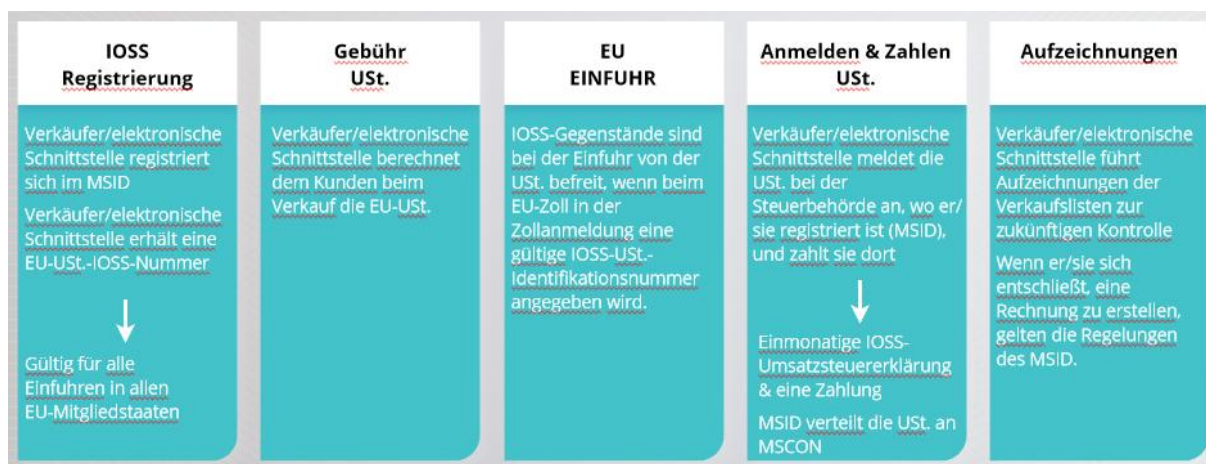 IOSS
Registrierung
Verkäufer/elektronische
Schnittstelle registriert
sich im MSID
Verkäufer/elektronische
Schnittstelle erhält eine
EU-USt.-IOSS-Nummer
Gültig für alle
Einfuhren in allen
EU-Mitgliedstaaten
Gebühr
USt.
Verkäufer/elektronische
Schnittstelle berechnet
dem Kunden beim
Verkauf die EU-USt.
EU
EINFUHR
IOSS-Gegenstände sind
bei der Einfuhr von der
USt. befreit, wenn beim
EU-Zoll in der
Zollanmeldung eine
gültige IOSS-USt.-
Identifikationsnummer
angegeben wird.
Anmelden & Zahlen
USt.
Verkäufer/elektronische
Schnittstelle meldet die
USt. bei der
Steuerbehörde an, wo er/
sie registriert ist (MSID),
und zahlt sie dort
Einmonatige IOSS-
Umsatzsteuererklärung
& eine Zahlung
MSID verteilt die USt. an
MSCON
Aufzeichnungen
Verkäufer/elektronische
Schnittstelle führt
Aufzeichnungen der
Verkaufslisten zur
zukünftigen Kontrolle
Wenn er/sie sich
entschließt, eine
Rechnung zu erstellen,
gelten die Regelungen
des MSID.